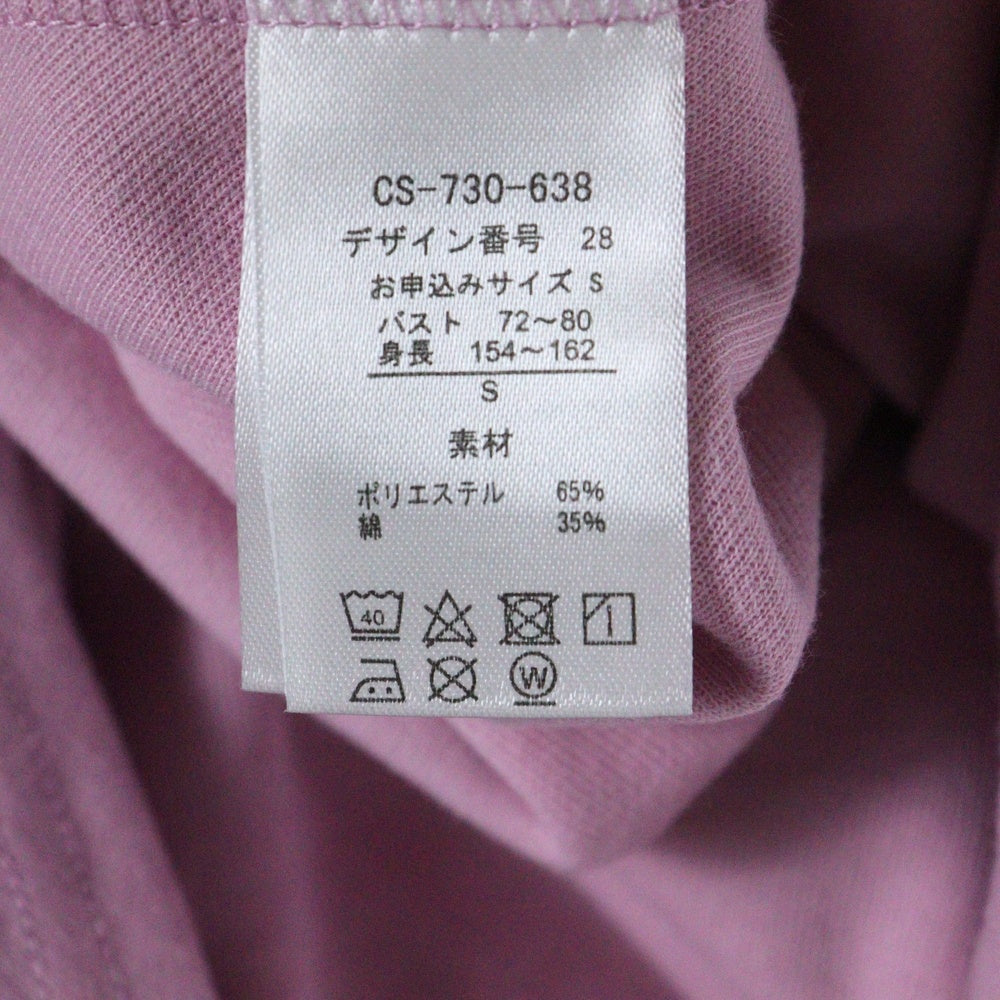 CS-730-638
デザイン番号 28
お申込みサイズ S
バスト 72～80
身長 154～162
S
素材
ポリエステル 65%
綿 35%
40
W